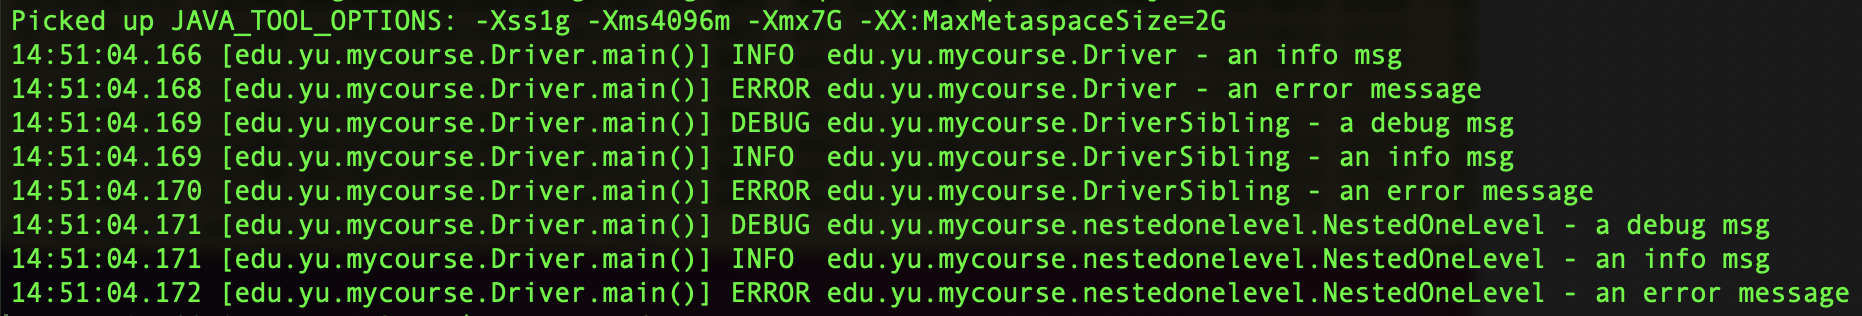 Picked up JAVA_TOOL_OPTIONS: -Xss1g -Xms4096m -Xmx7G -XX:MaxMetaspaceSize=2G
14:51:04.166 [edu.yu.mycourse.Driver.main()] INFO  edu.yu.mycourse.Driver - an info msg
14:51:04.168 [edu.yu.mycourse.Driver.main()] ERROR edu.yu.mycourse.Driver - an error message
14:51:04.169 [edu.yu.mycourse.Driver.main()] DEBUG edu.yu.mycourse.DriverSibling - a debug msg
14:51:04.169 [edu.yu.mycourse.Driver.main()] INFO  edu.yu.mycourse.DriverSibling - an info msg
14:51:04.170 [edu.yu.mycourse.Driver.main()] ERROR edu.yu.mycourse.DriverSibling - an error message
14:51:04.171 [edu.yu.mycourse.Driver.main()] DEBUG edu.yu.mycourse.nestedonelevel.NestedOneLevel - a debug msg
14:51:04.171 [edu.yu.mycourse.Driver.main()] INFO  edu.yu.mycourse.nestedonelevel.NestedOneLevel - an info msg
14:51:04.172 [edu.yu.mycourse.Driver.main()] ERROR edu.yu.mycourse.nestedonelevel.NestedOneLevel - an error message